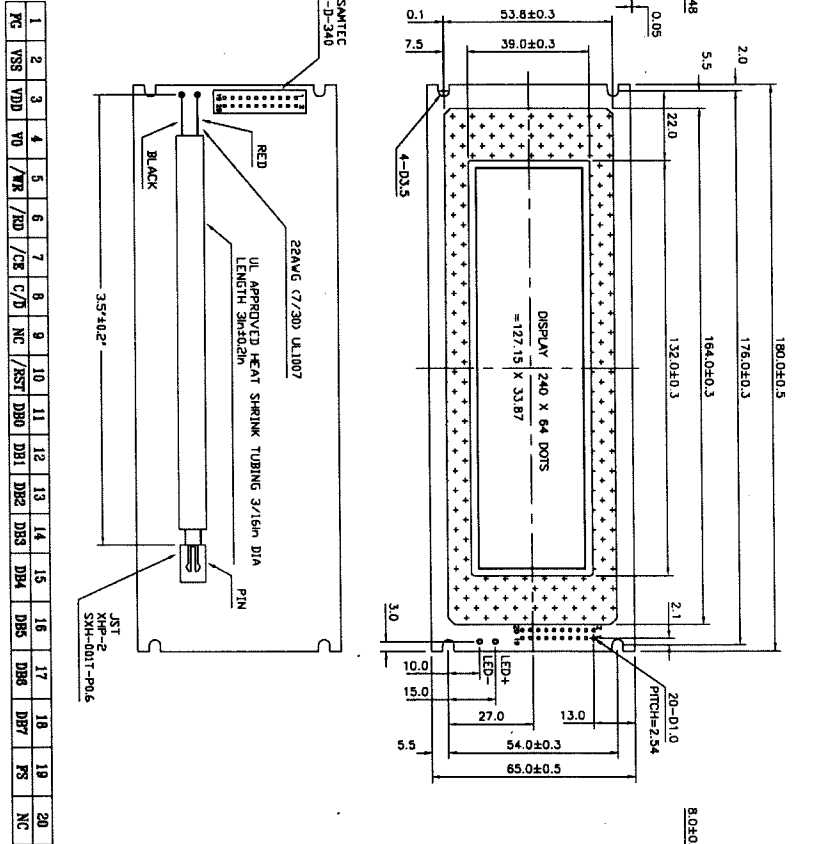 180.0±0.5
176.0±0.3
164.0±0.3
132.0±0.3
2.0
5.5
22.0
2.1
20-D1.0
PITCH=2.54
0.05
48
53.8±0.3
39.0±0.3
0.1
7.5
4-D3.5
DISPLAY 240 X 64 DOTS
=127.15 X 33.87
LED+
LED-
3.0
10.0
15.0
27.0
13.0
54.0±0.3
65.0±0.5
5.5
8.0±0
SAMTEC
-D-340
RED
BLACK
22AWG (7/30) UL1007
UL APPROVED HEAT SHRINK TUBING 3/16in DIA
LENGTH 3in±0.2in
PIN
3.5"±0.2"
JST
XHP-2
SXH-001T-P0.6
1 2 3 4 5 6 7 8 9 10 11 12 13 14 15 16 17 18 19 20
FG VSS VDD V0 /WR /RD /CE C/D NC /RST DB0 DB1 DB2 DB3 DB4 DB5 DB6 DB7 FS NC